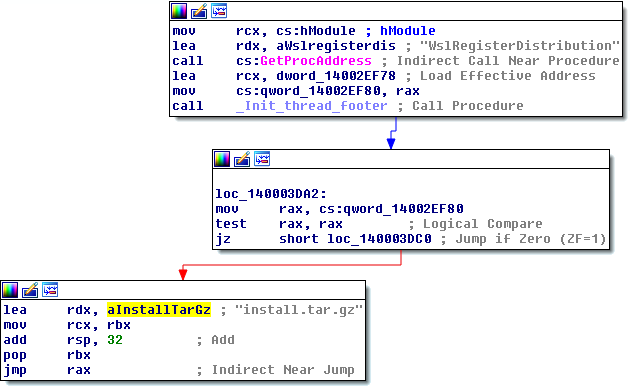 mov rcx, cs:hModule ; hModule
lea rdx, aWslregisterdis ; "WslRegisterDistribution"
call cs:GetProcAddress ; Indirect Call Near Procedure
lea rcx, dword_14002EF78 ; Load Effective Address
mov cs:qword_14002EF80, rax
call _Init_thread_footer ; Call Procedure
loc_140003DA2:
mov rax, cs:qword_14002EF80
test rax, rax ; Logical Compare
jz short loc_140003DC0 ; Jump if Zero (ZF=1)
lea rdx, aInstallTarGz ; "install.tar.gz"
mov rcx, rbx
add rsp, 32 ; Add
pop rbx
jmp rax ; Indirect Near Jump